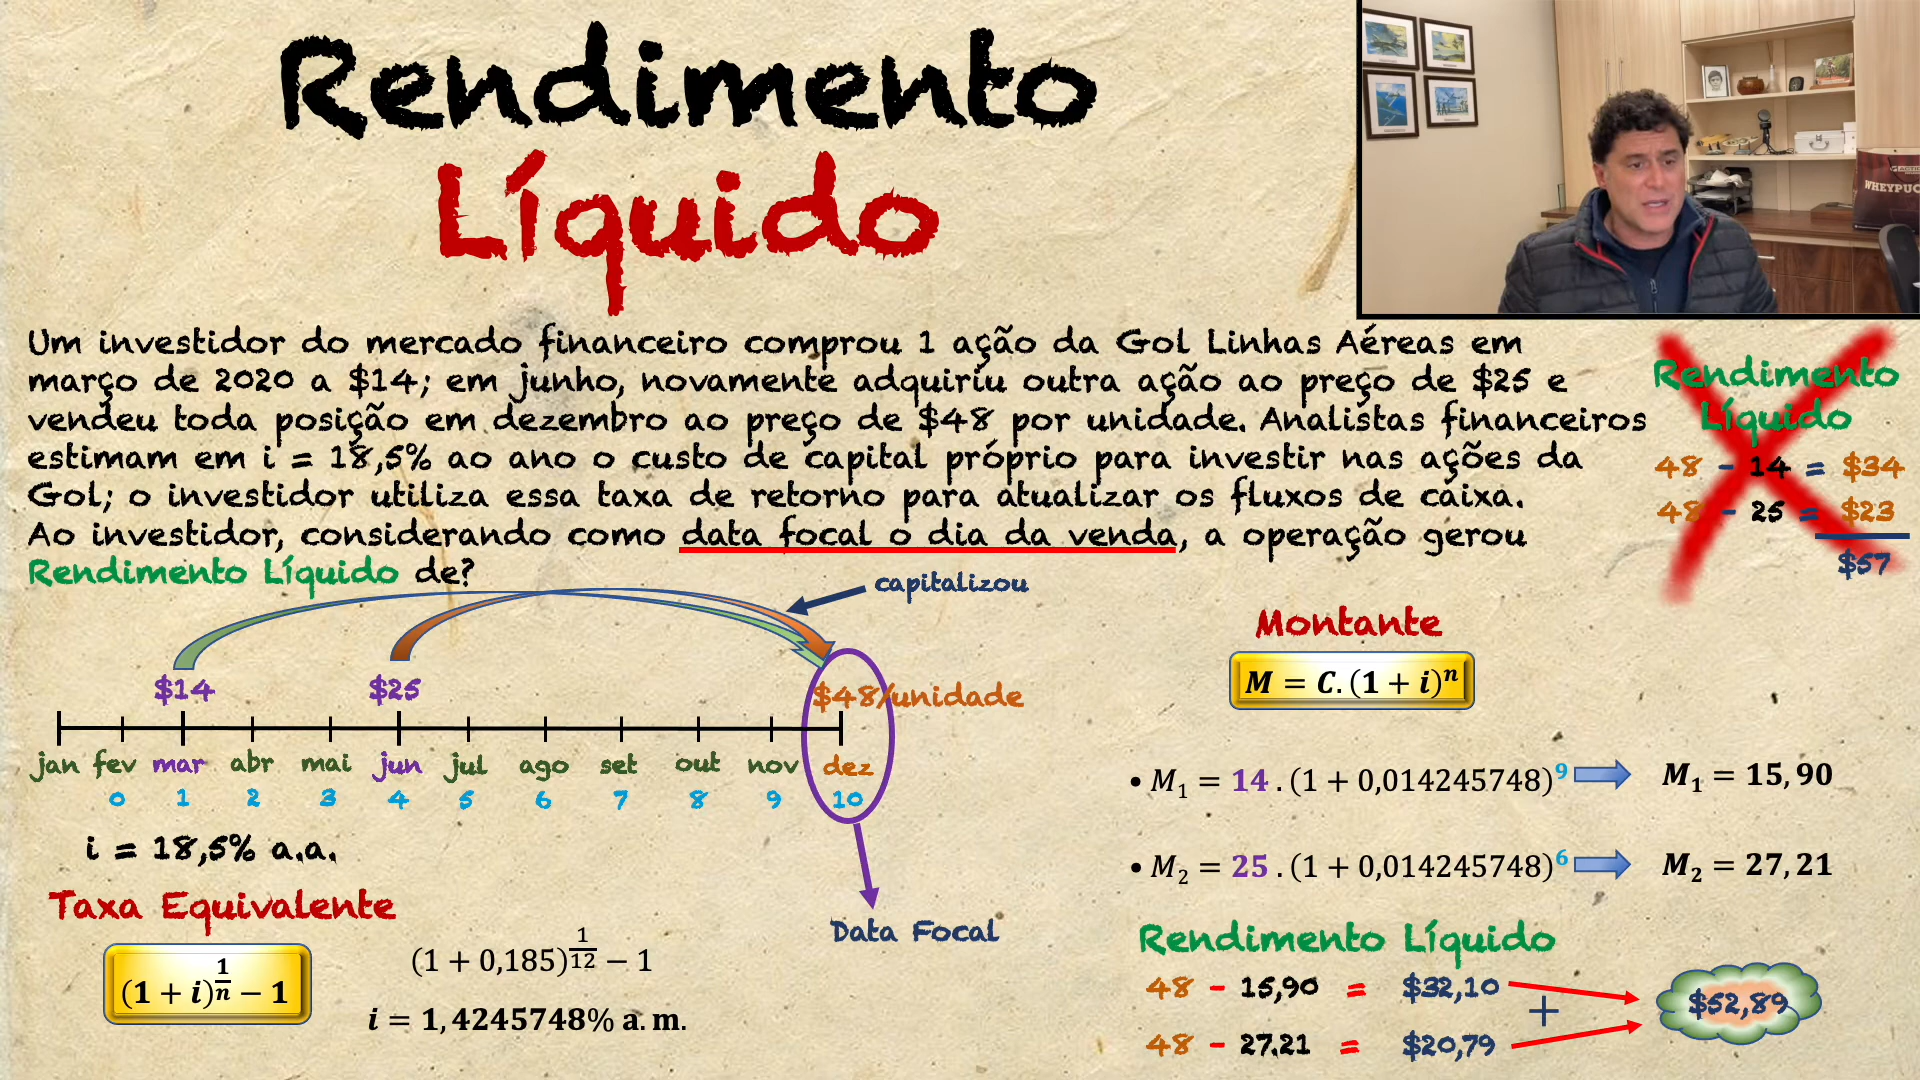 Rendimento
Líquido
ACTIO
WHEYPUC
Um investidor do mercado financeiro comprou 1 ação da Gol Linhas Aéreas em
março de 2020 a $14; em junho, novamente adquiriu outra ação ao preço de $25 e
vendeu toda posição em dezembro ao preço de $48 por unidade. Analistas financeiros
estimam em i = 18,5% ao ano o custo de capital próprio para investir nas ações da
Gol; o investidor utiliza essa taxa de retorno para atualizar os fluxos de caixa.
Ao investidor, considerando como data focal o dia da venda, a operação gerou
Rendimento Líquido de?
Rendimento
Líquido
48 - 14 = $34
48 - 25 = $23
$57
capitalizou
$14 $25 $48/unidade
jan fev mar abr mai jun jul ago set out nov dez
0 1 2 3 4 5 6 7 8 9 10
i = 18,5% a.a.
Taxa Equivalente
(1 + i)^(1/n) − 1
(1 + 0,185)^(1/12) − 1
i = 1,4245748% a.m.
Data Focal
Montante
M = C.(1 + i)^n
• M₁ = 14 . (1 + 0,014245748)^9 M₁ = 15,90
• M₂ = 25 . (1 + 0,014245748)^6 M₂ = 27,21
Rendimento Líquido
48 - 15,90 = $32,10
+
48 - 27.21 = $20,79
$52,89